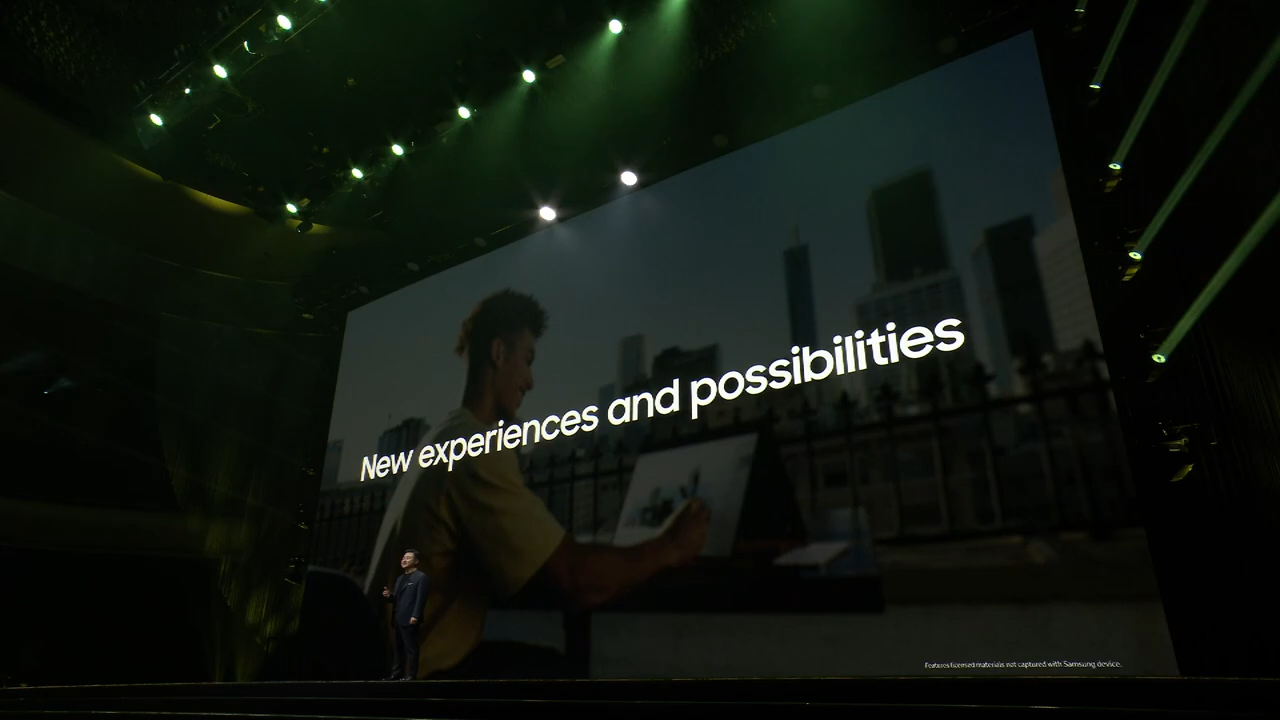 New experiences and possibilities
Features licensed materials not captured with Samsung device.